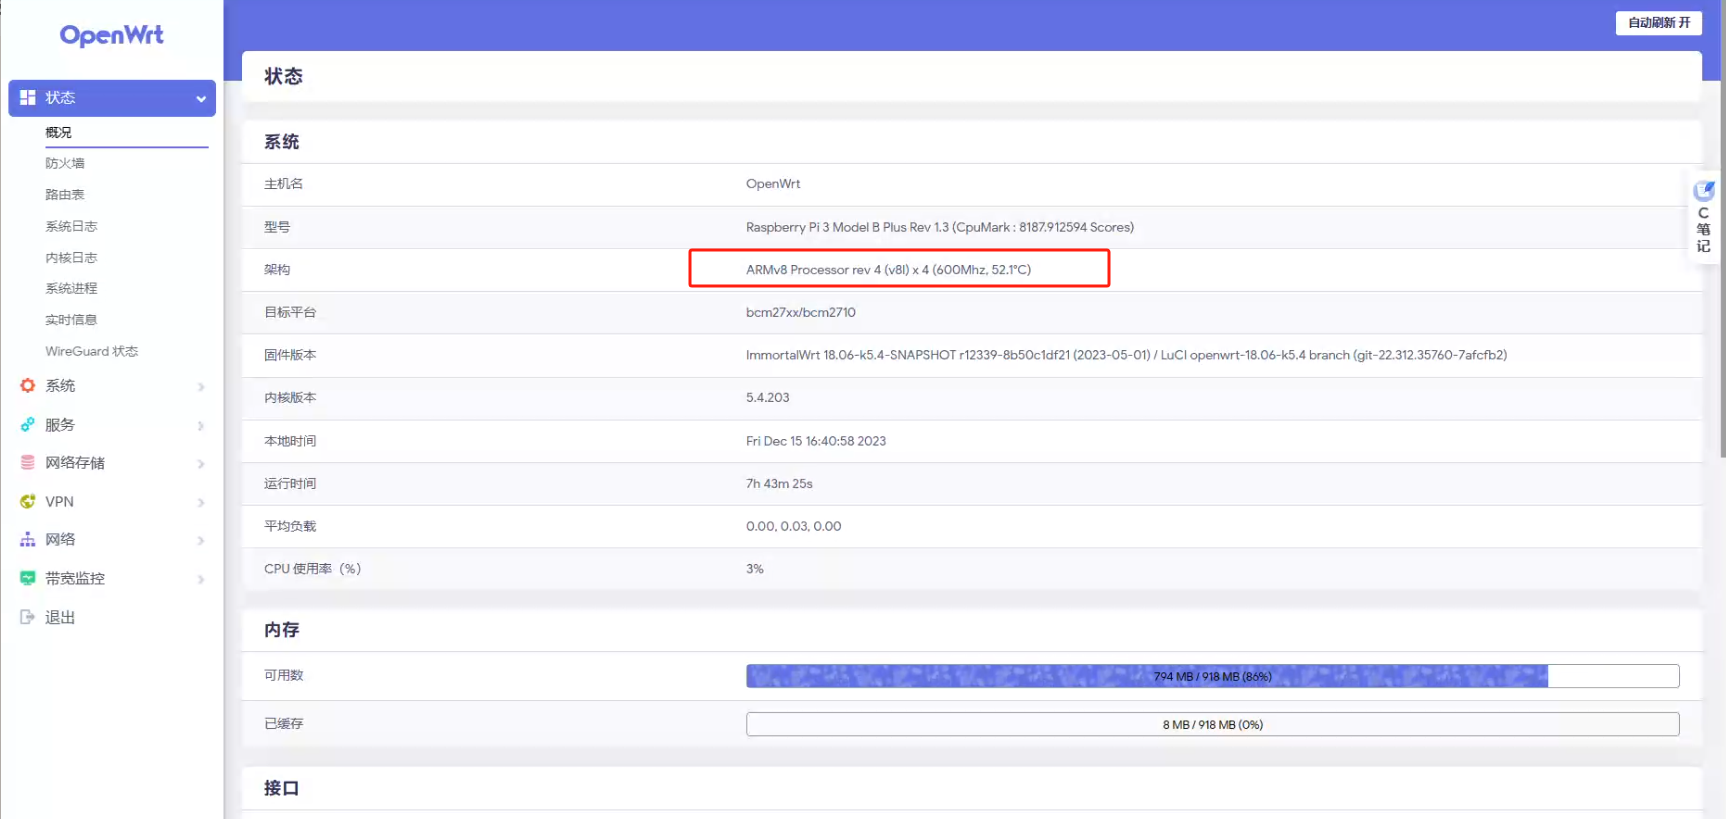 OpenWrt
自动刷新 开
状态
概况
防火墙
路由表
系统日志
内核日志
系统进程
实时信息
WireGuard 状态
系统
服务
网络存储
VPN
网络
带宽监控
退出
状态
系统
主机名 OpenWrt
型号 Raspberry Pi 3 Model B Plus Rev 1.3 (CpuMark : 8187.912594 Scores)
架构 ARMv8 Processor rev 4 (v8l) x 4 (600Mhz, 52.1°C)
目标平台 bcm27xx/bcm2710
固件版本 ImmortalWrt 18.06-k5.4-SNAPSHOT r12339-8b50c1df21 (2023-05-01) / LuCI openwrt-18.06-k5.4 branch (git-22.312.35760-7afcfb2)
内核版本 5.4.203
本地时间 Fri Dec 15 16:40:58 2023
运行时间 7h 43m 25s
平均负载 0.00, 0.03, 0.00
CPU 使用率（%） 3%
内存
可用数 794 MB / 918 MB (86%)
已缓存 8 MB / 918 MB (0%)
接口
C
笔
记